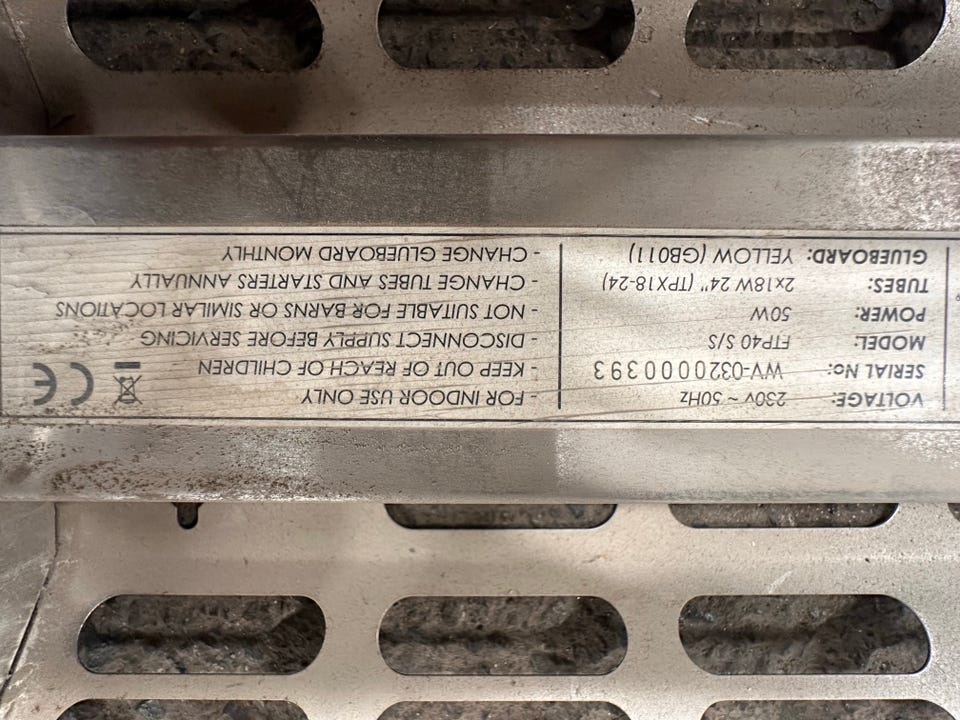 VOLTAGE: 230v ~ 50Hz
SERIAL No: WV-0320000393
MODEL: FTP40 S/S
POWER: 50W
TUBES: 2x18W 24" (TPX18-24)
GLUEBOARD: YELLOW (GB011)
- FOR INDOOR USE ONLY
- KEEP OUT OF REACH OF CHILDREN
- DISCONNECT SUPPLY BEFORE SERVICING
- NOT SUITABLE FOR BARNS OR SIMILAR LOCATIONS
- CHANGE TUBES AND STARTERS ANNUALLY
- CHANGE GLUEBOARD MONTHLY
CE